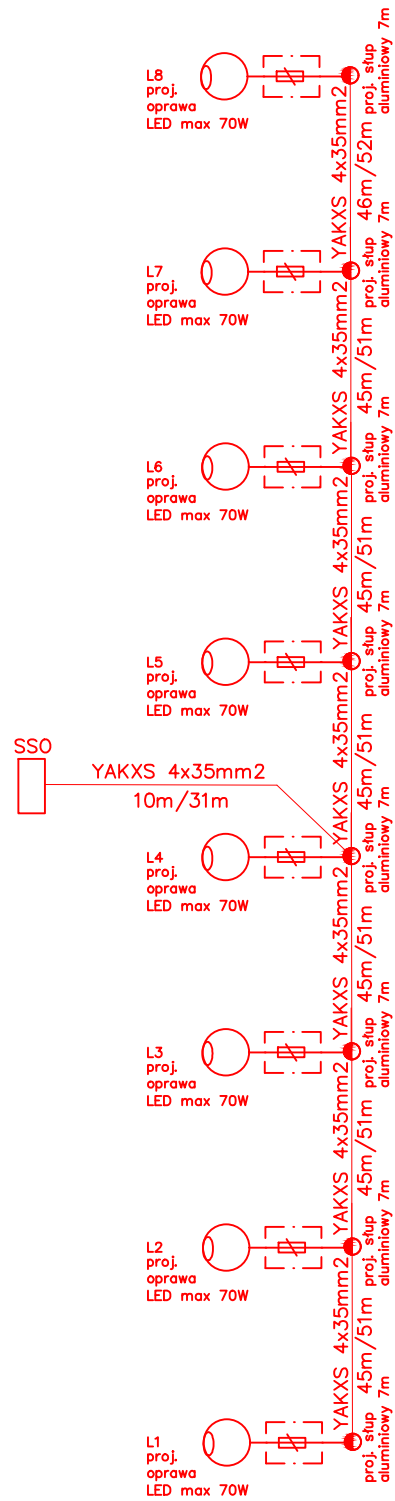 L8
proj.
oprawa
LED max 70W
proj. słup
aluminiowy 7m
YAKXS 4x35mm2
46m/52m
L7
proj.
oprawa
LED max 70W
proj. słup
aluminiowy 7m
YAKXS 4x35mm2
45m/51m
L6
proj.
oprawa
LED max 70W
proj. słup
aluminiowy 7m
YAKXS 4x35mm2
45m/51m
L5
proj.
oprawa
LED max 70W
proj. słup
aluminiowy 7m
YAKXS 4x35mm2
45m/51m
SSO
YAKXS 4x35mm2
10m/31m
L4
proj.
oprawa
LED max 70W
proj. słup
aluminiowy 7m
YAKXS 4x35mm2
45m/51m
L3
proj.
oprawa
LED max 70W
proj. słup
aluminiowy 7m
YAKXS 4x35mm2
45m/51m
L2
proj.
oprawa
LED max 70W
proj. słup
aluminiowy 7m
YAKXS 4x35mm2
45m/51m
L1
proj.
oprawa
LED max 70W
proj. słup
aluminiowy 7m